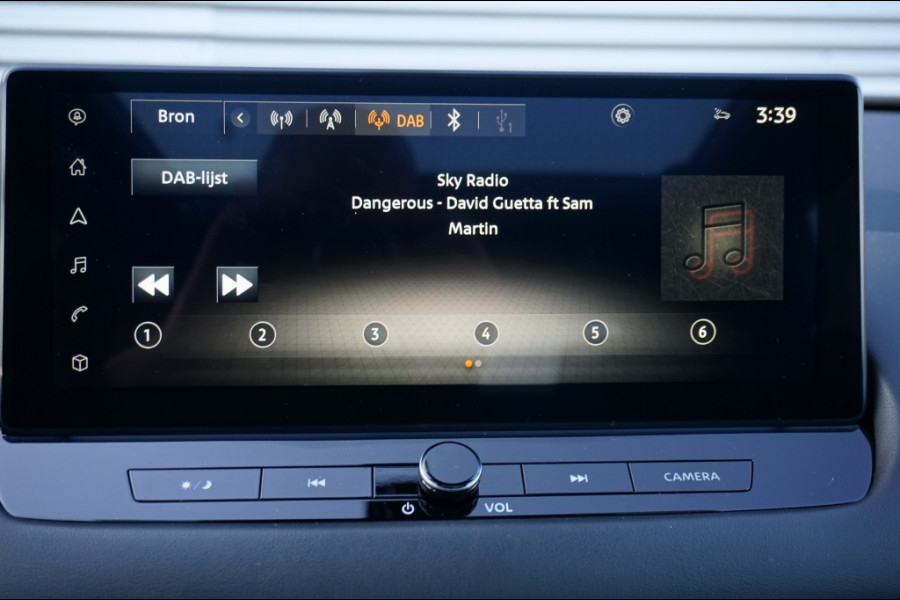 Bron
DAB
1
3:39
DAB-lijst
Sky Radio
Dangerous - David Guetta ft Sam
Martin
1 2 3 4 5 6
CAMERA
VOL